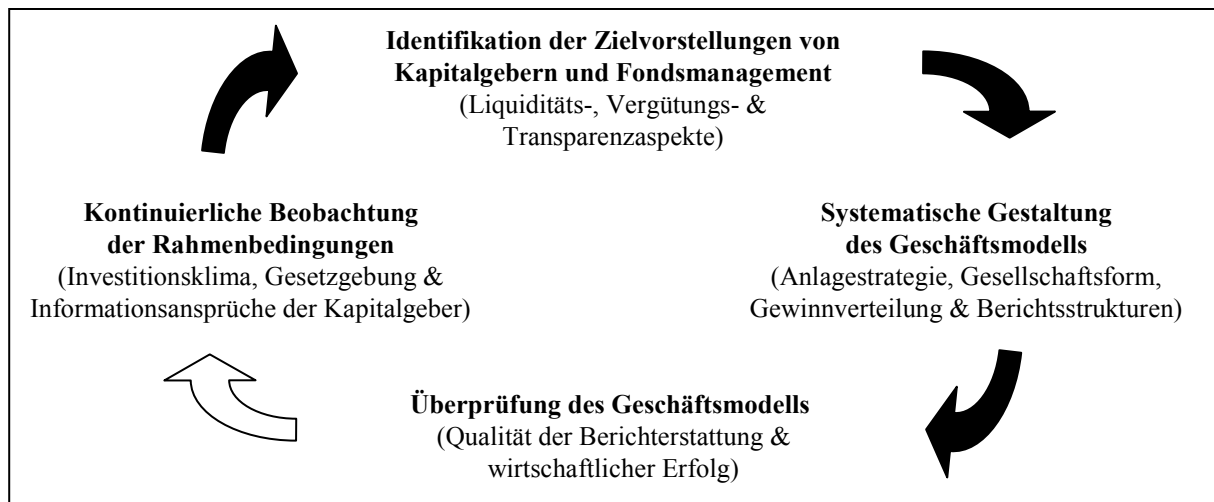 Identifikation der Zielvorstellungen von
Kapitalgebern und Fondsmanagement
(Liquiditäts-, Vergütungs- &
Transparenzaspekte)
Kontinuierliche Beobachtung
der Rahmenbedingungen
(Investitionsklima, Gesetzgebung &
Informationsansprüche der Kapitalgeber)
Systematische Gestaltung
des Geschäftsmodells
(Anlagestrategie, Gesellschaftsform,
Gewinnverteilung & Berichtsstrukturen)
Überprüfung des Geschäftsmodells
(Qualität der Berichterstattung &
wirtschaftlicher Erfolg)